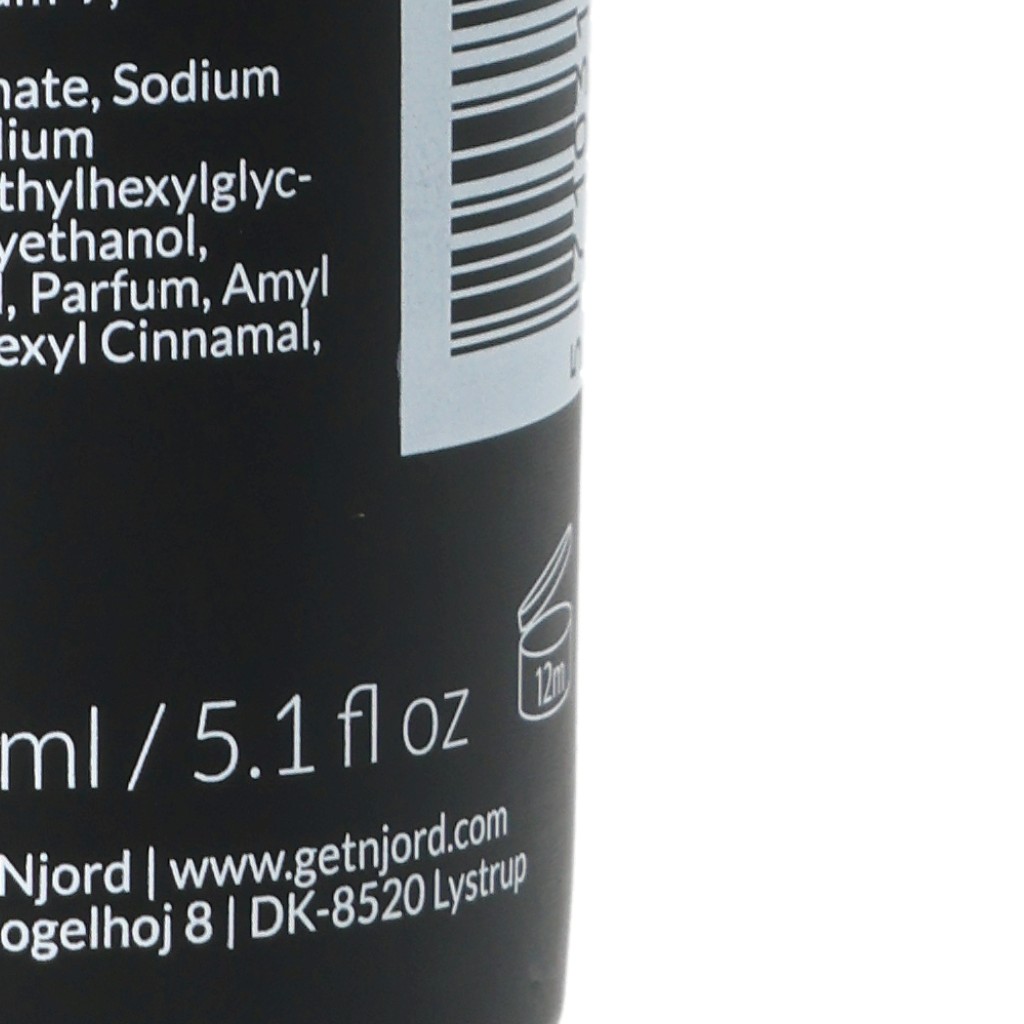 nate, Sodium
lium
thylhexylglyc-
yethanol,
l, Parfum, Amyl
exyl Cinnamal,
12m
ml / 5.1 fl oz
Njord | www.getnjord.com
ogelhoj 8 | DK-8520 Lystrup